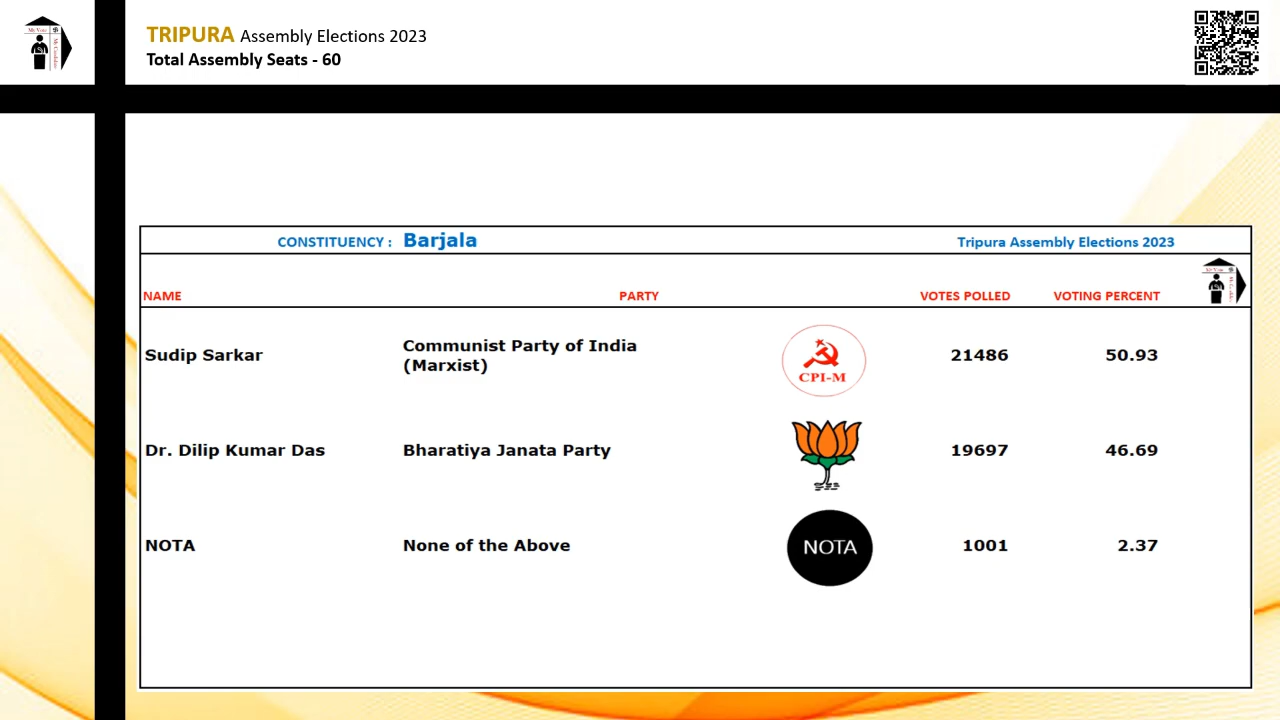 TRIPURA Assembly Elections 2023
Total Assembly Seats - 60
CONSTITUENCY : Barjala Tripura Assembly Elections 2023
NAME PARTY VOTES POLLED VOTING PERCENT
Sudip Sarkar Communist Party of India (Marxist) CPI-M 21486 50.93
Dr. Dilip Kumar Das Bharatiya Janata Party 19697 46.69
NOTA None of the Above NOTA 1001 2.37